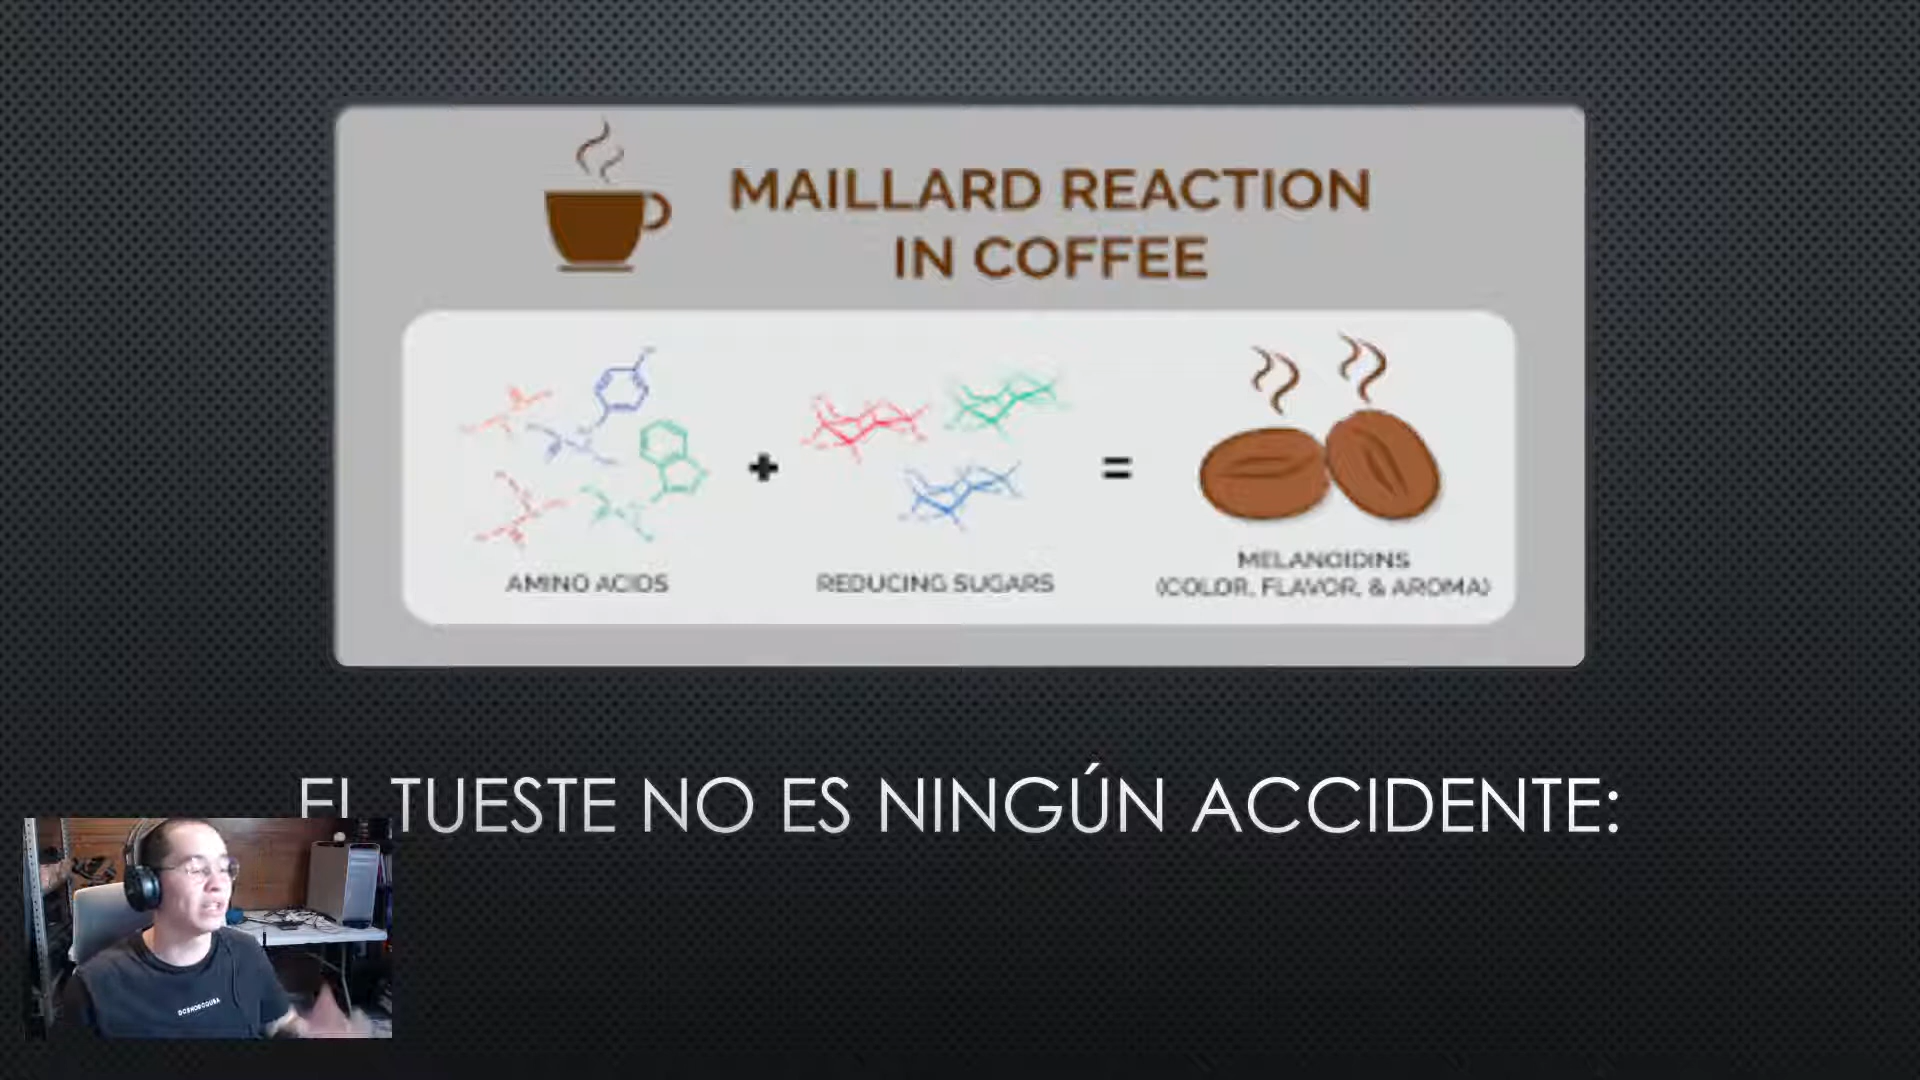 MAILLARD REACTION
IN COFFEE
AMINO ACIDS
REDUCING SUGARS
MELANOIDINS
(COLOR, FLAVOR, & AROMA)
EL TUESTE NO ES NINGÚN ACCIDENTE: